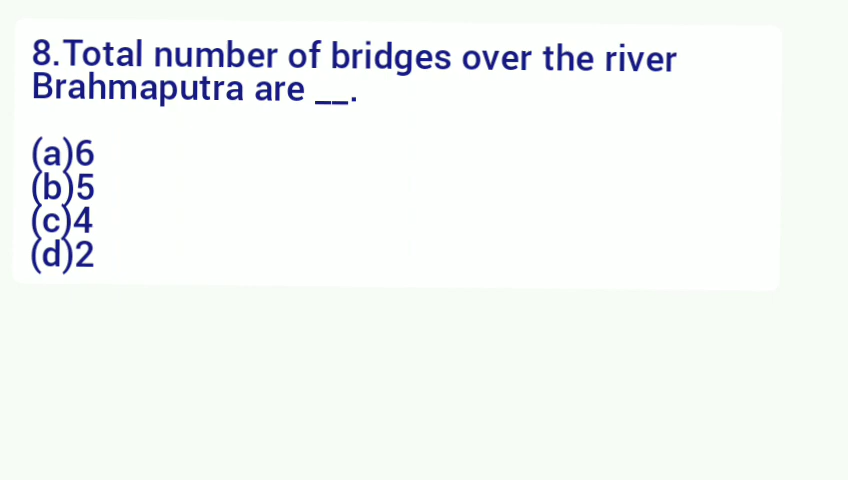 8.Total number of bridges over the river
Brahmaputra are __.
(a)6
(b)5
(c)4
(d)2